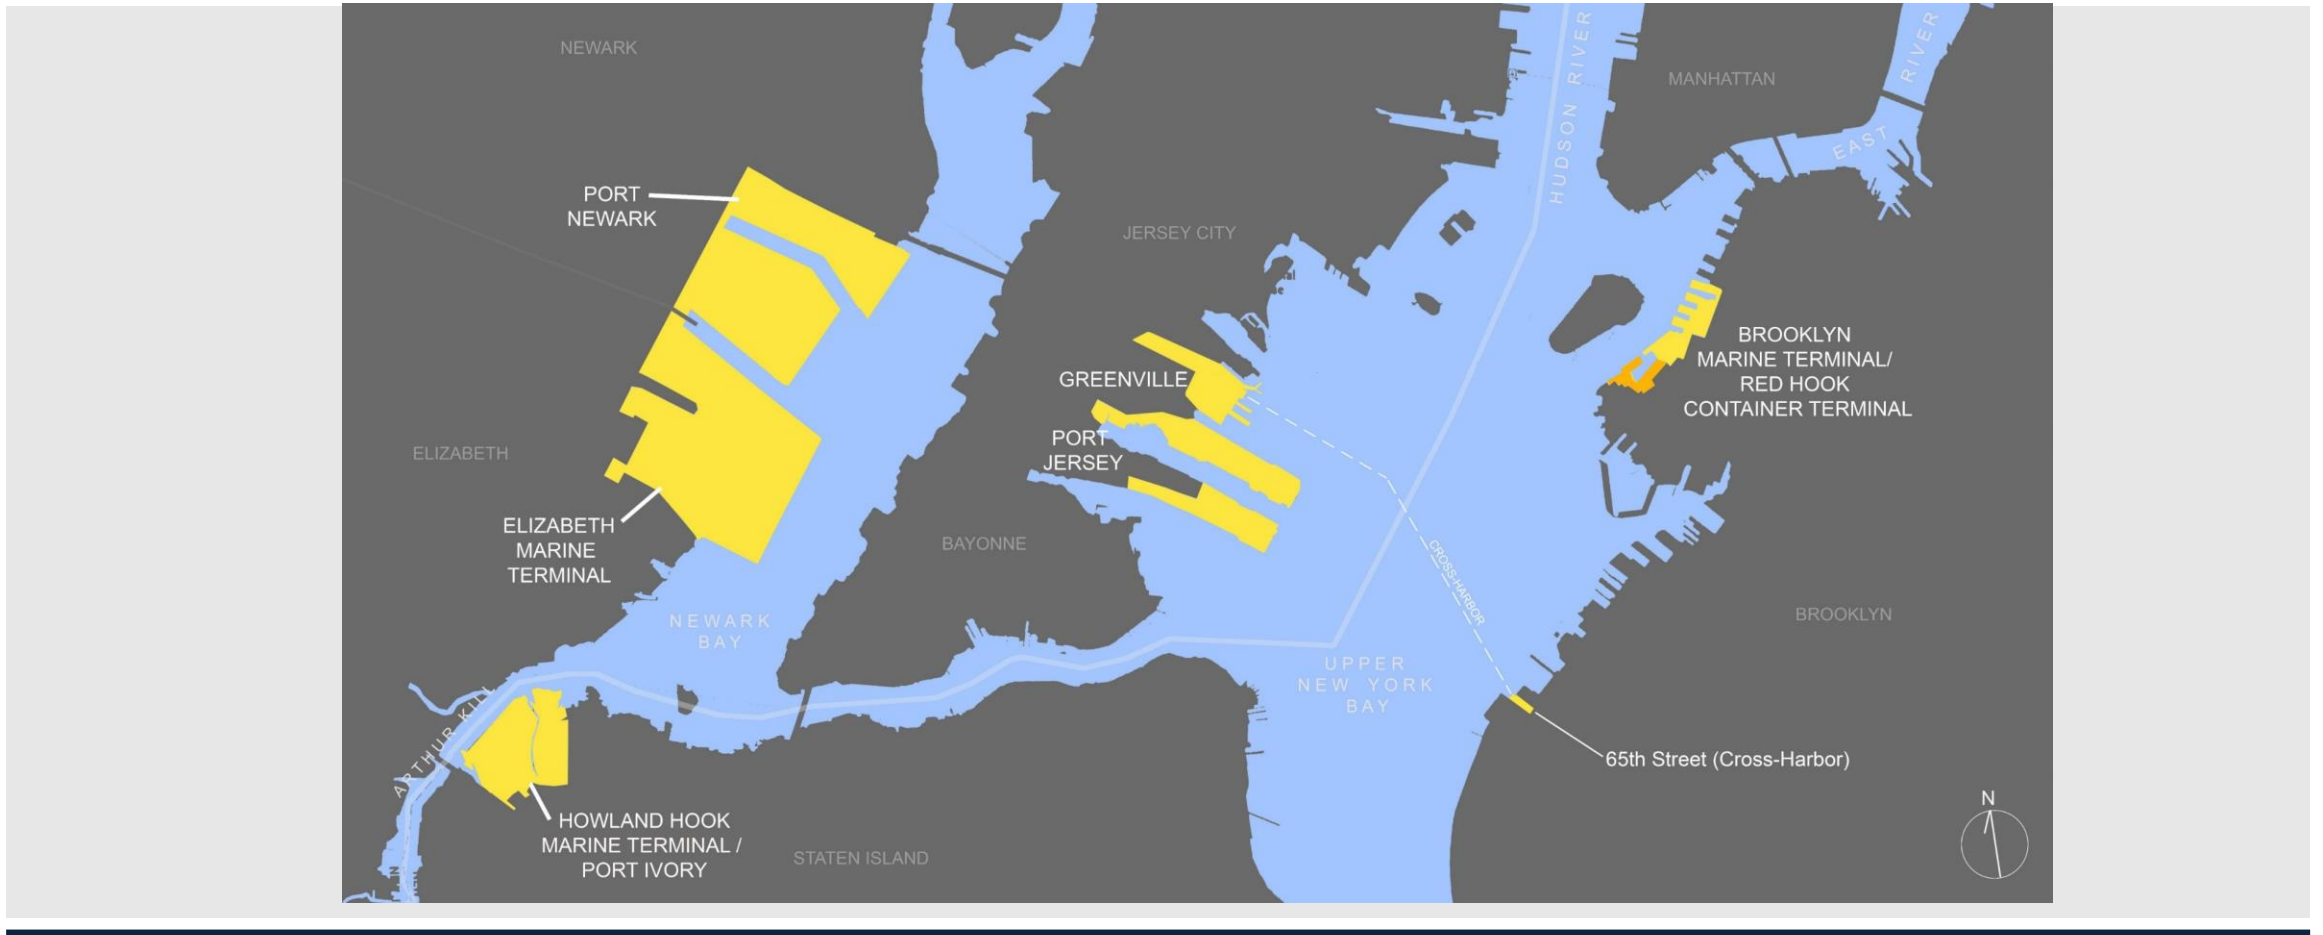 NEWARK
MANHATTAN
HUDSON RIVER
EAST
RIVER
PORT
NEWARK
JERSEY CITY
BROOKLYN
MARINE TERMINAL/
RED HOOK
CONTAINER TERMINAL
GREENVILLE
PORT
JERSEY
ELIZABETH
ELIZABETH
MARINE
TERMINAL
BAYONNE
CROSS-HARBOR
NEWARK
BAY
BROOKLYN
UPPER
NEW YORK
BAY
ARTHUR KILL
65th Street (Cross-Harbor)
HOWLAND HOOK
MARINE TERMINAL /
PORT IVORY
STATEN ISLAND
N